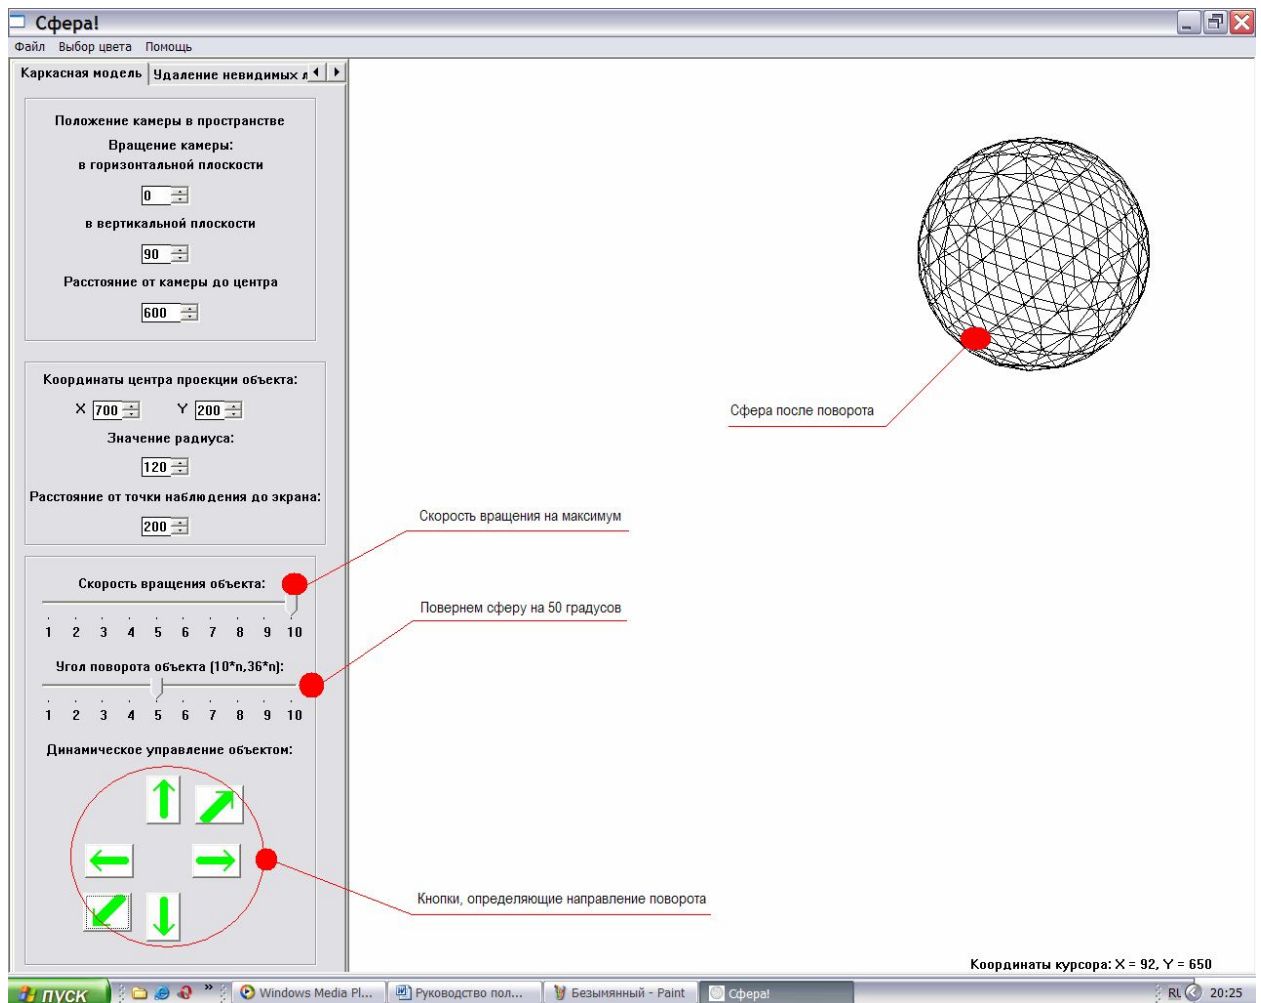 Сфера!
Файл Выбор цвета Помощь
Каркасная модель Удаление невидимых л
Положение камеры в пространстве
Вращение камеры:
в горизонтальной плоскости
0
в вертикальной плоскости
90
Расстояние от камеры до центра
600
Координаты центра проекции объекта:
X 700 Y 200
Значение радиуса:
120
Расстояние от точки наблюдения до экрана:
200
Скорость вращения объекта:
1 2 3 4 5 6 7 8 9 10
Угол поворота объекта (10*n,36*n):
1 2 3 4 5 6 7 8 9 10
Динамическое управление объектом:
Сфера после поворота
Скорость вращения на максимум
Повернем сферу на 50 градусов
Кнопки, определяющие направление поворота
Координаты курсора: X = 92, Y = 650
пуск » Windows Media Pl... Руководство пол... Безымянный - Paint Сфера! RL 20:25